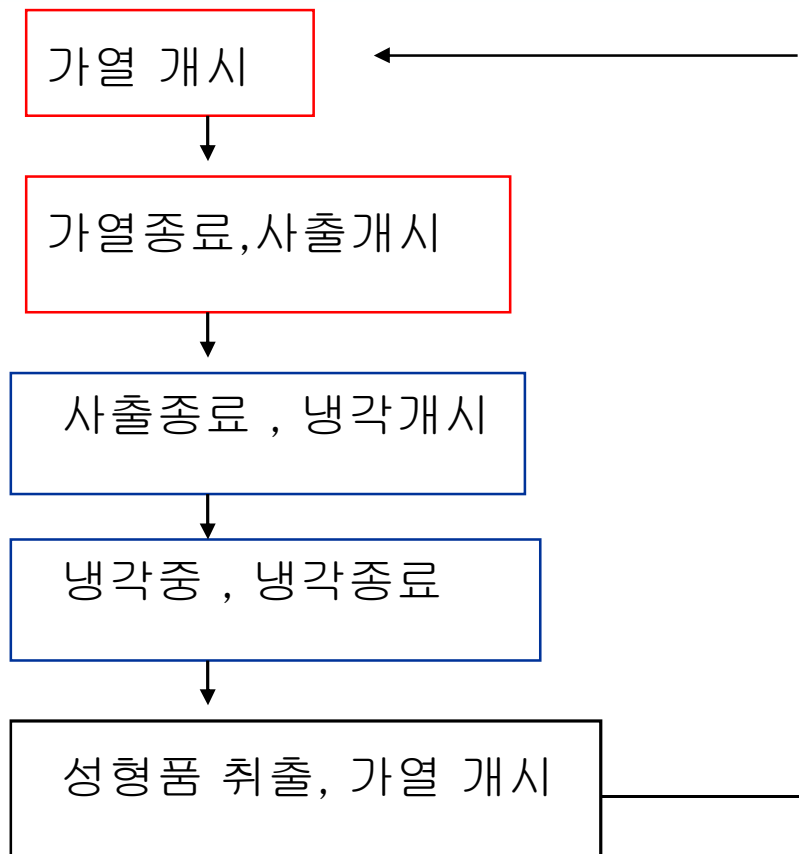 가열 개시
가열종료,사출개시
사출종료 , 냉각개시
냉각중 , 냉각종료
성형품 취출, 가열 개시